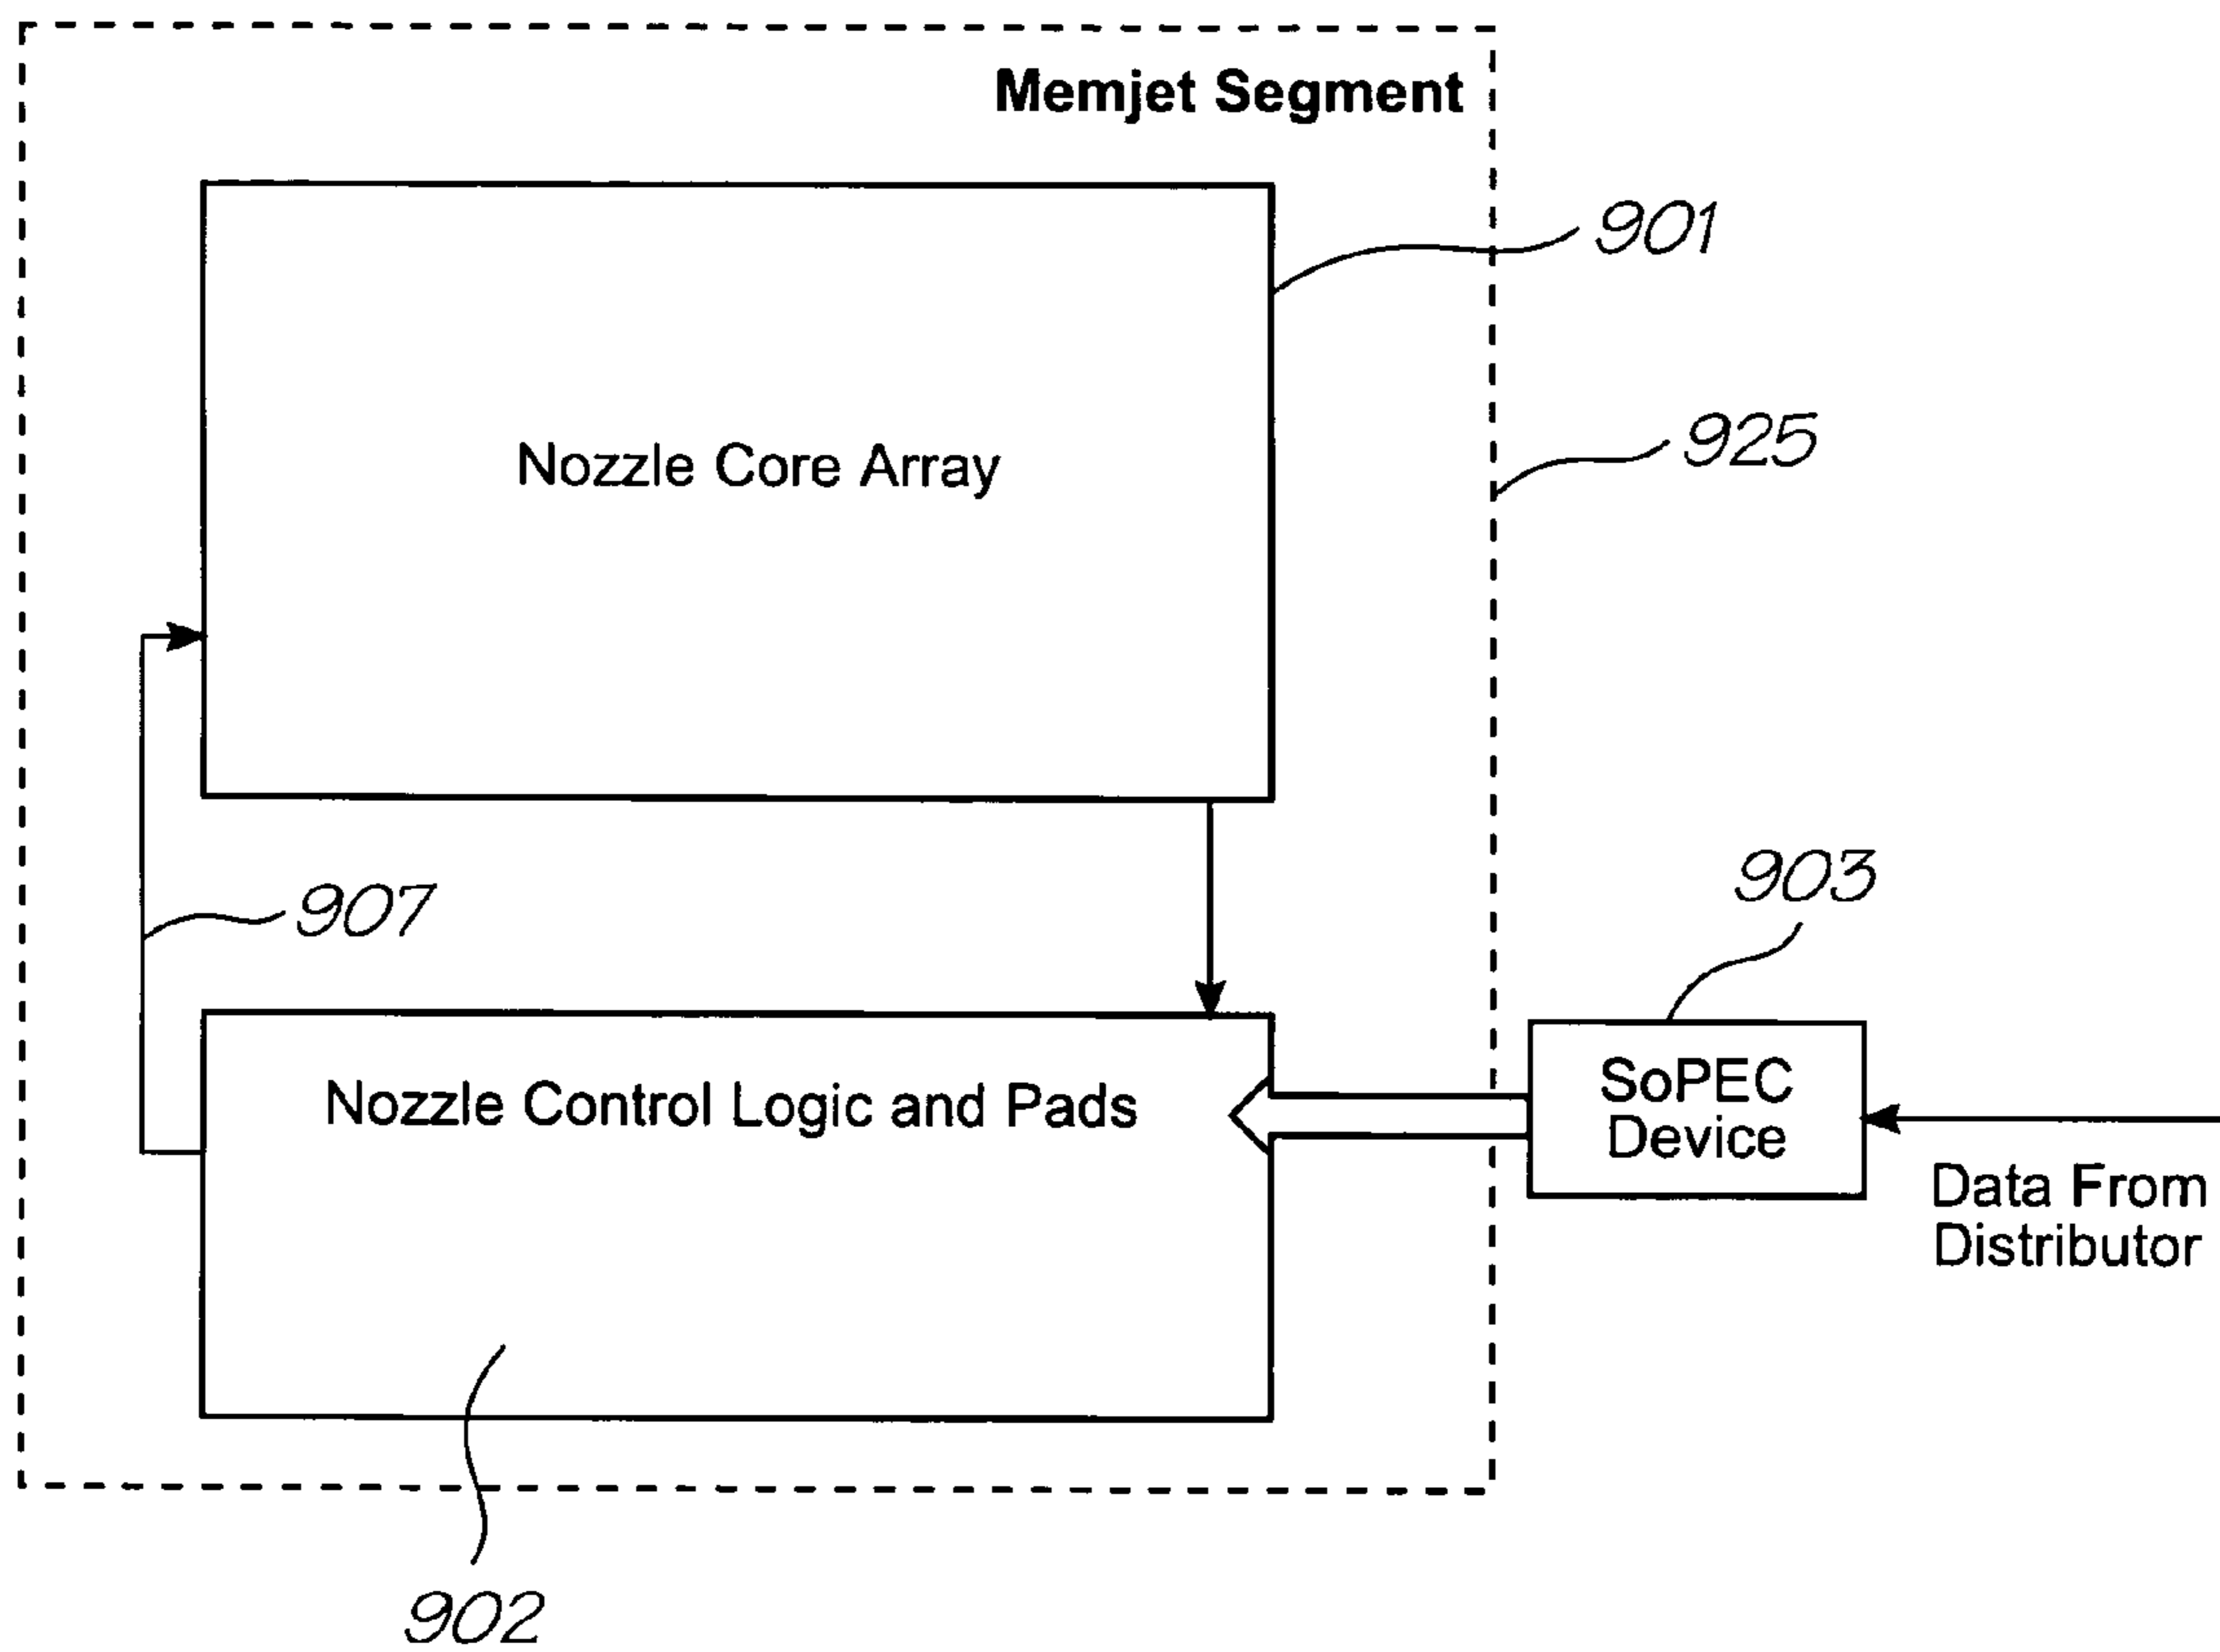 Memjet Segment
901
Nozzle Core Array
925
903
907
SoPEC
Device
Nozzle Control Logic and Pads
Data From
Distributor
902